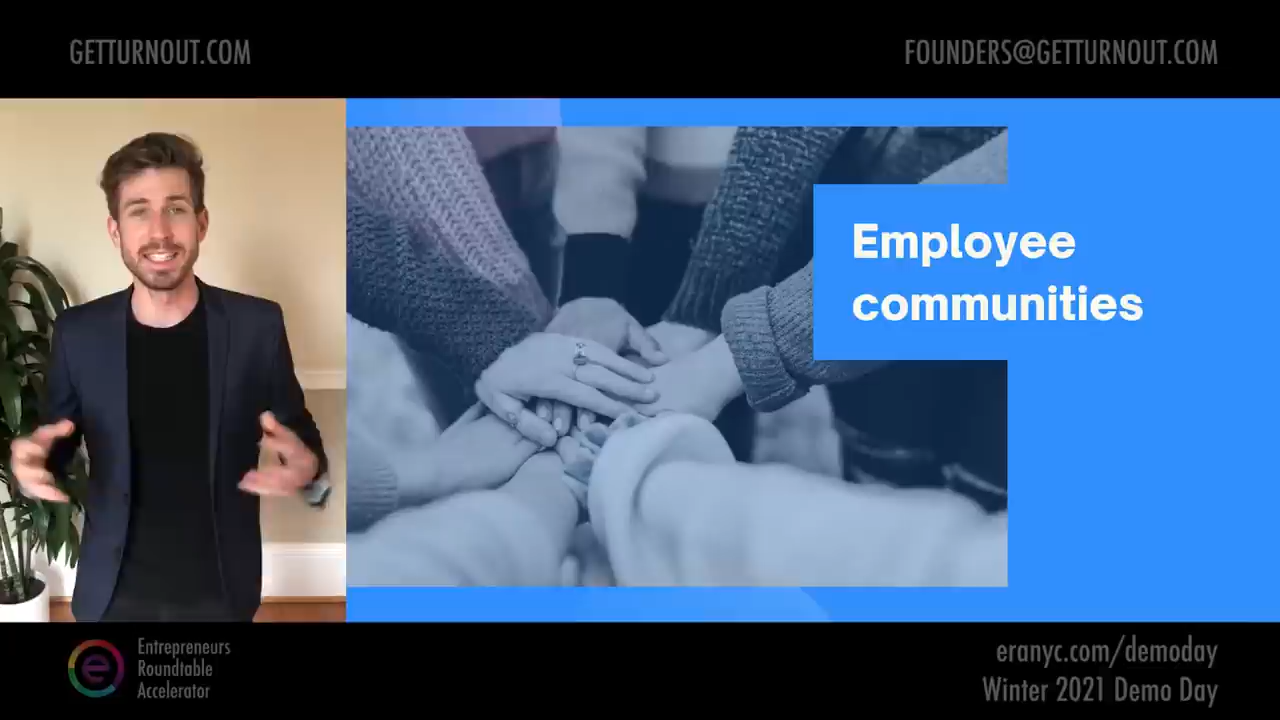 GETTURNOUT.COM
FOUNDERS@GETTURNOUT.COM
Employee
communities
Entrepreneurs
Roundtable
Accelerator
eranyc.com/demoday
Winter 2021 Demo Day